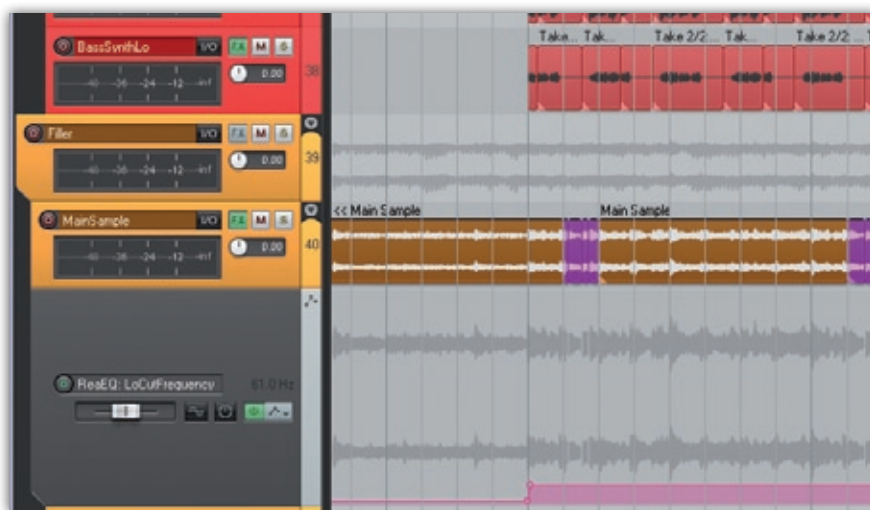 Take... Tak... Take 2/2 ... Tak... Take 2/2 ...
BassSynthLo I/O FX M S
0.00
-48 -36 -24 -12 -inf
38
Filler I/O FX M S
0.00
-48 -36 -24 -12 -inf
39
<< Main Sample Main Sample
MainSample I/O FX M S
0.00
-48 -36 -24 -12 -inf
40
ReaEQ: LoCutFrequency 61.0 Hz